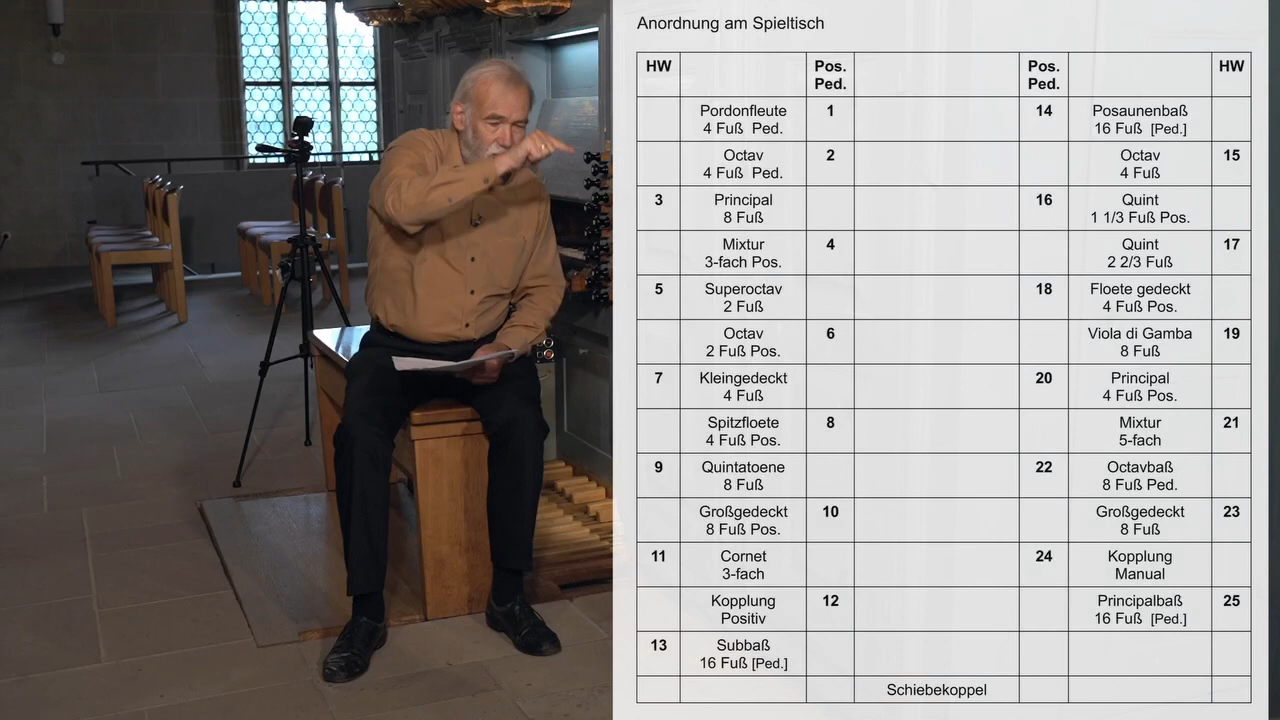 Anordnung am Spieltisch
HW Pos. Pos. HW
Ped. Ped.
Pordonfleute 1 14 Posaunenbaß
4 Fuß Ped. 16 Fuß [Ped.]
Octav 2 Octav 15
4 Fuß Ped. 4 Fuß
3 Principal 16 Quint
8 Fuß 1 1/3 Fuß Pos.
Mixtur 4 Quint 17
3-fach Pos. 2 2/3 Fuß
5 Superoctav 18 Floete gedeckt
2 Fuß 4 Fuß Pos.
Octav 6 Viola di Gamba 19
2 Fuß Pos. 8 Fuß
7 Kleingedeckt 20 Principal
4 Fuß 4 Fuß Pos.
Spitzfloete 8 Mixtur 21
4 Fuß Pos. 5-fach
9 Quintatoene 22 Octavbaß
8 Fuß 8 Fuß Ped.
Großgedeckt 10 Großgedeckt 23
8 Fuß Pos. 8 Fuß
11 Cornet 24 Kopplung
3-fach Manual
Kopplung 12 Principalbaß 25
Positiv 16 Fuß [Ped.]
13 Subbaß
16 Fuß [Ped.]
Schiebekoppel